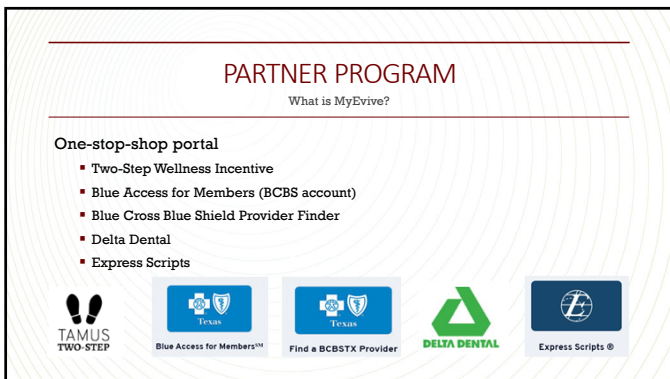 PARTNER PROGRAM
What is MyEvive?
One-stop-shop portal
▪ Two-Step Wellness Incentive
▪ Blue Access for Members (BCBS account)
▪ Blue Cross Blue Shield Provider Finder
▪ Delta Dental
▪ Express Scripts
TAMUS
TWO-STEP
Texas
Blue Access for Members℠
Texas
Find a BCBSTX Provider
DELTA DENTAL
Express Scripts ®